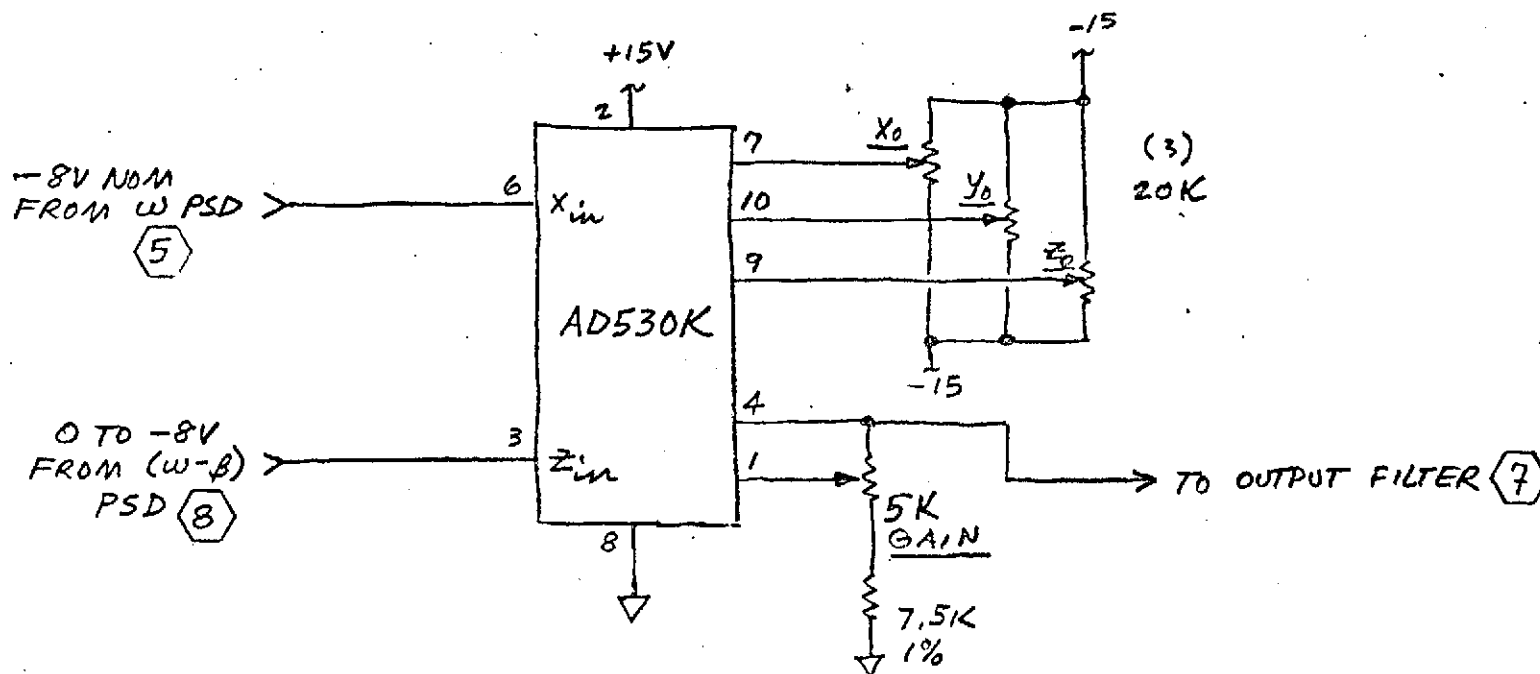 +15V
2
-15
-8V NOM
FROM ω PSD
5
6
Xin
7
X0
10
Y0
9
Z0
(3)
20K
AD530K
-15
0 TO -8V
FROM (ω-β)
PSD 8
3
Zin
4
1
TO OUTPUT FILTER 7
5K
GAIN
8
7.5K
1%